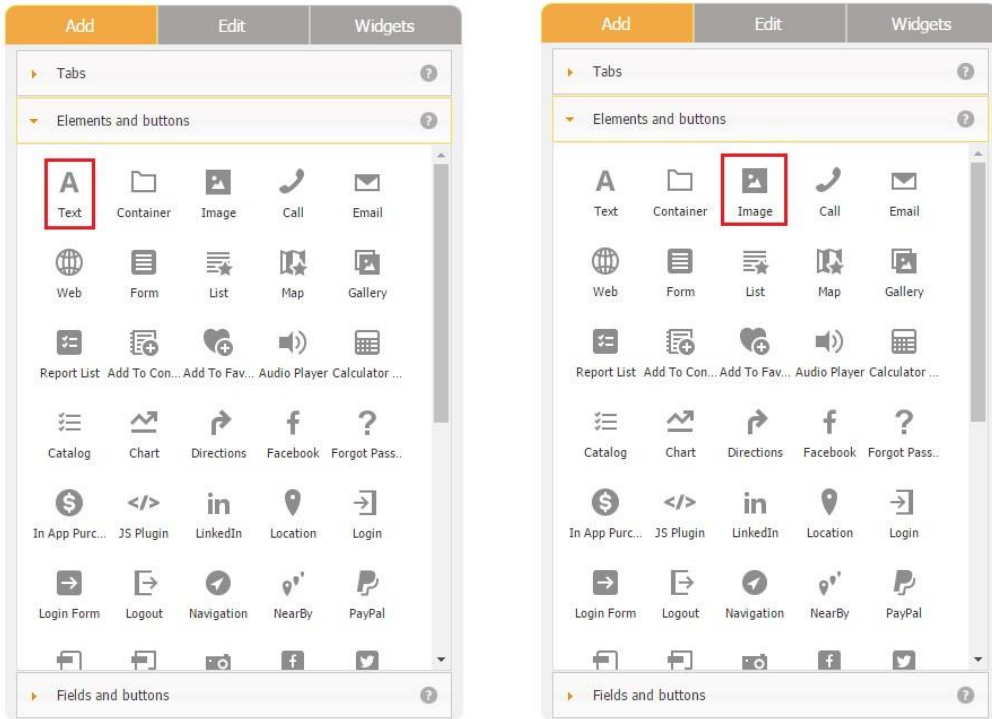 Add Edit Widgets
Tabs ?
Elements and buttons ?
A
Text Container Image Call Email
Web Form List Map Gallery
Report List Add To Con... Add To Fav... Audio Player Calculator ...
f ?
Catalog Chart Directions Facebook Forgot Pass..
$ </> in
In App Purc... JS Plugin LinkedIn Location Login
Login Form Logout Navigation NearBy PayPal
f
Fields and buttons ?
Add Edit Widgets
Tabs ?
Elements and buttons ?
A
Text Container Image Call Email
Web Form List Map Gallery
Report List Add To Con... Add To Fav... Audio Player Calculator ...
f ?
Catalog Chart Directions Facebook Forgot Pass..
$ </> in
In App Purc... JS Plugin LinkedIn Location Login
Login Form Logout Navigation NearBy PayPal
f
Fields and buttons ?